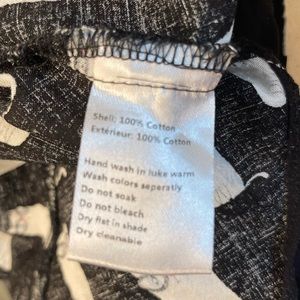 Shell: 100% Cotton
Extérieur: 100% Cotton
Hand wash in luke warm
Wash colors seperatly
Do not soak
Do not bleach
Dry flat in shade
Dry cleanable